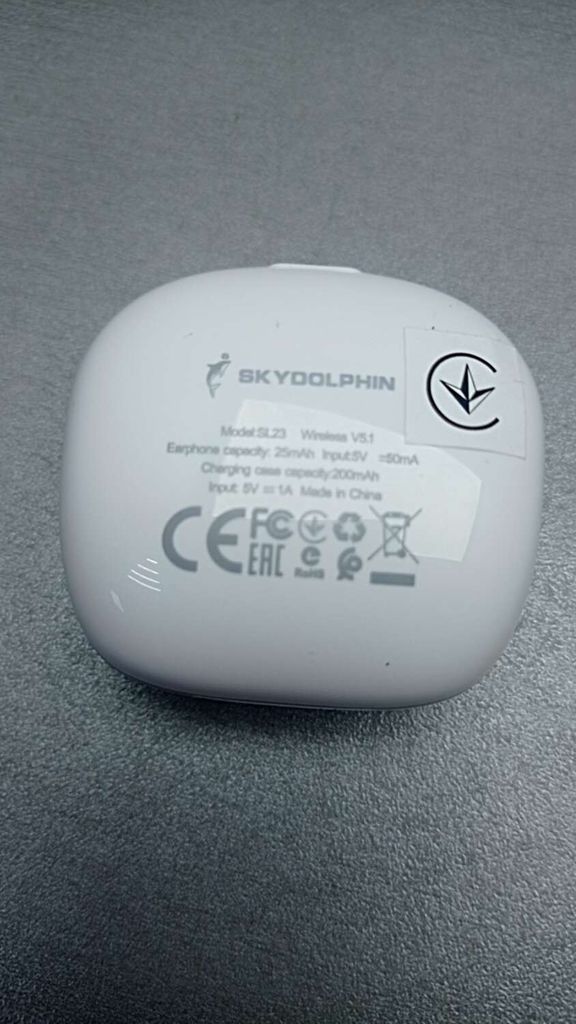 SKYDOLPHIN
Model:SL23 Wireless V5.1
Earphone capacity: 25mAh Input:5V ⎓50mA
Charging case capacity:200mAh
Input: 5V⎓1A Made in China
CE FC
EAC RoHS